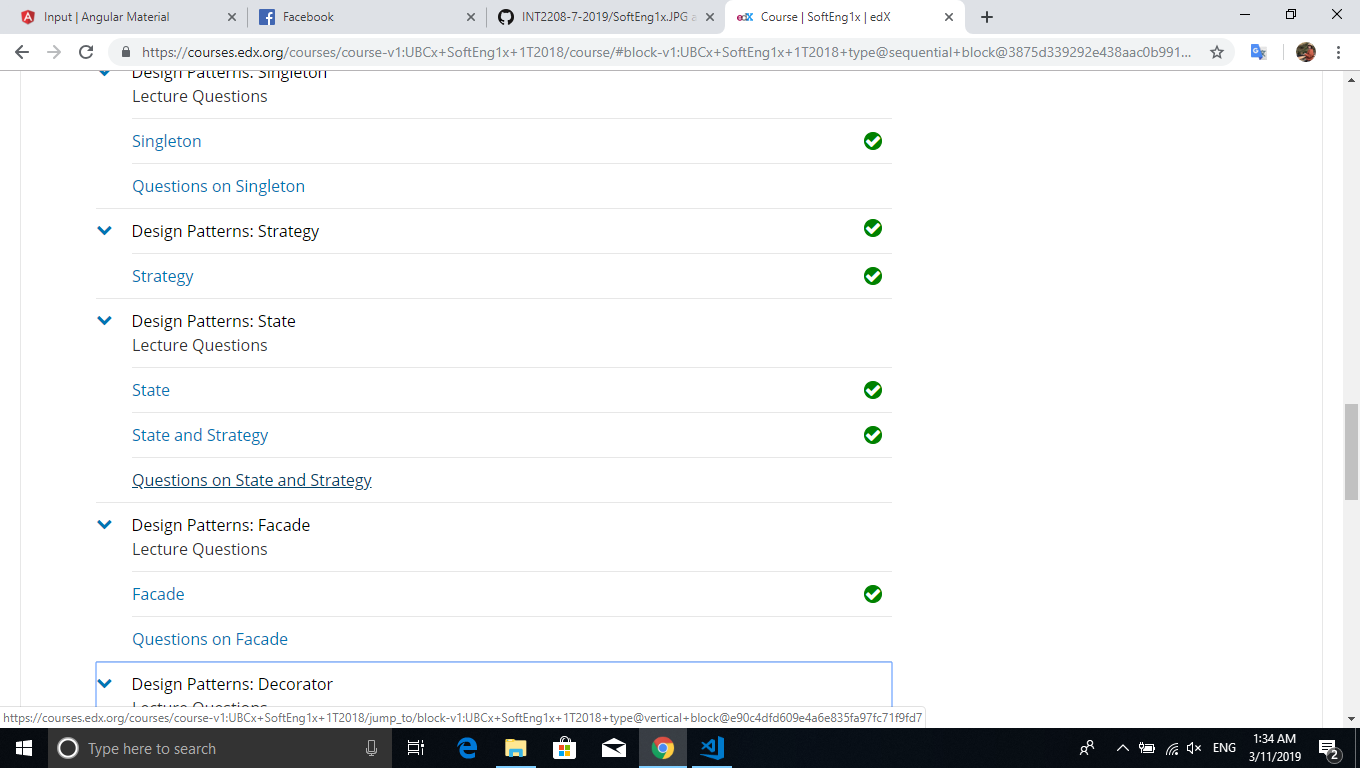 Input | Angular Material
Facebook
INT2208-7-2019/SoftEng1x.JPG a
edX Course | SoftEng1x | edX
https://courses.edx.org/courses/course-v1:UBCx+SoftEng1x+1T2018/course/#block-v1:UBCx+SoftEng1x+1T2018+type@sequential+block@3875d339292e438aac0b991...
Design Patterns: Singleton
Lecture Questions
Singleton
Questions on Singleton
Design Patterns: Strategy
Strategy
Design Patterns: State
Lecture Questions
State
State and Strategy
Questions on State and Strategy
Design Patterns: Facade
Lecture Questions
Facade
Questions on Facade
Design Patterns: Decorator
Lecture Questions
https://courses.edx.org/courses/course-v1:UBCx+SoftEng1x+1T2018/jump_to/block-v1:UBCx+SoftEng1x+1T2018+type@vertical+block@e90c4dfd609e4a6e835fa97fc71f9fd7
Type here to search
ENG
1:34 AM
3/11/2019
2